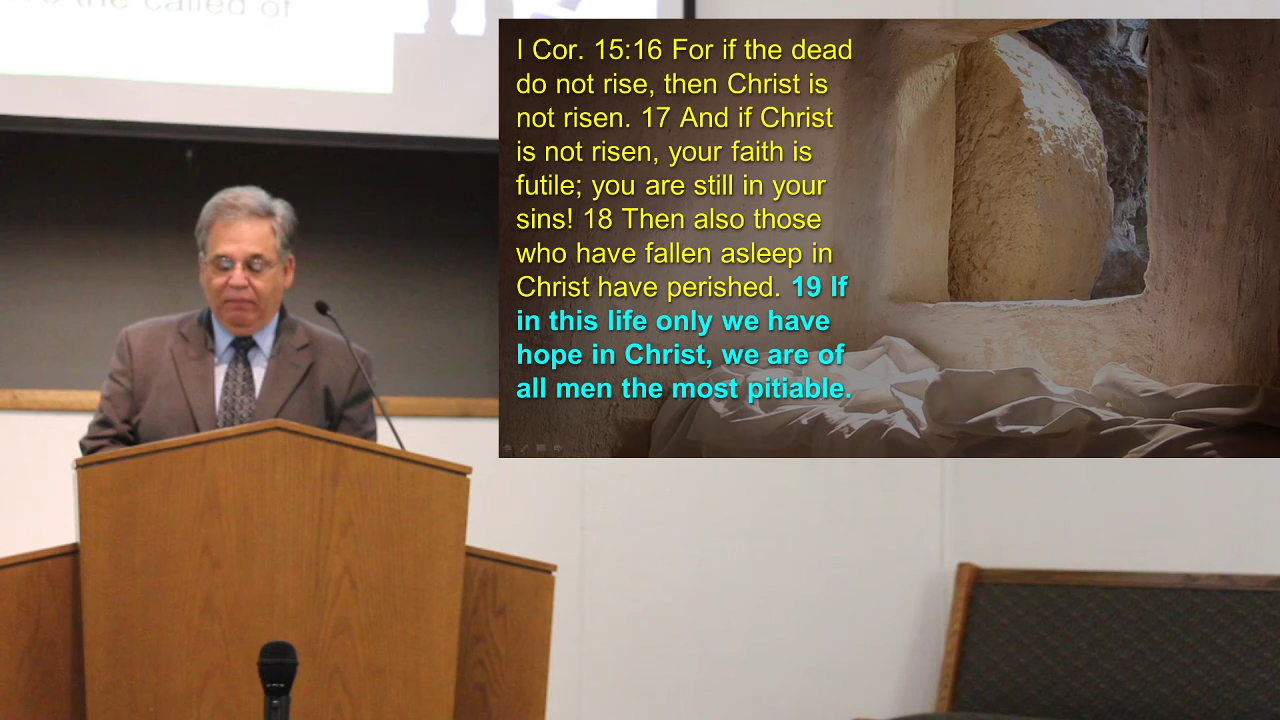 the called of
I Cor. 15:16 For if the dead
do not rise, then Christ is
not risen. 17 And if Christ
is not risen, your faith is
futile; you are still in your
sins! 18 Then also those
who have fallen asleep in
Christ have perished. 19 If
in this life only we have
hope in Christ, we are of
all men the most pitiable.